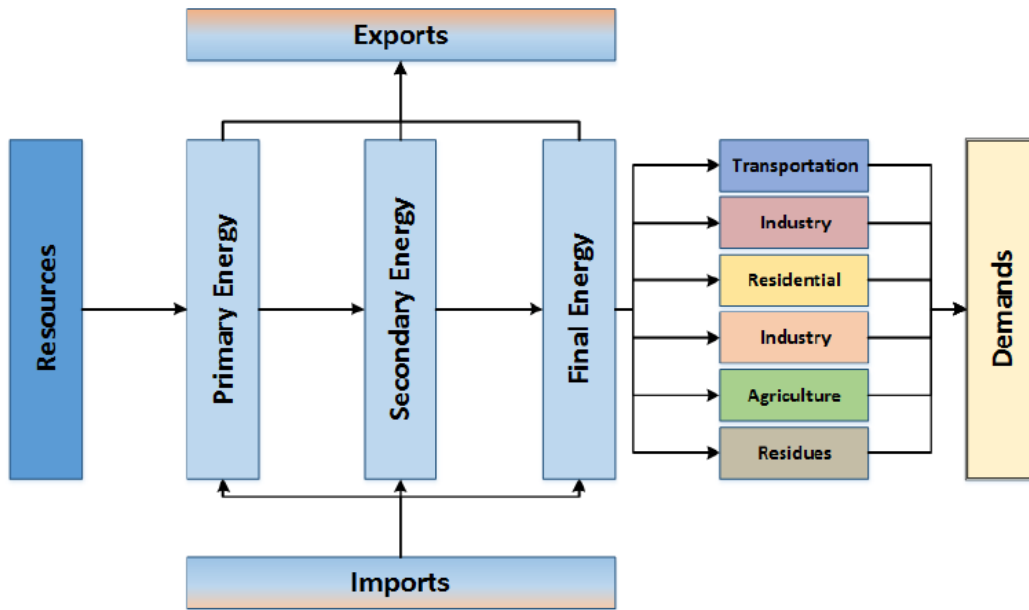 Exports
Resources
Primary Energy
Secondary Energy
Final Energy
Transportation
Industry
Residential
Industry
Agriculture
Residues
Demands
Imports